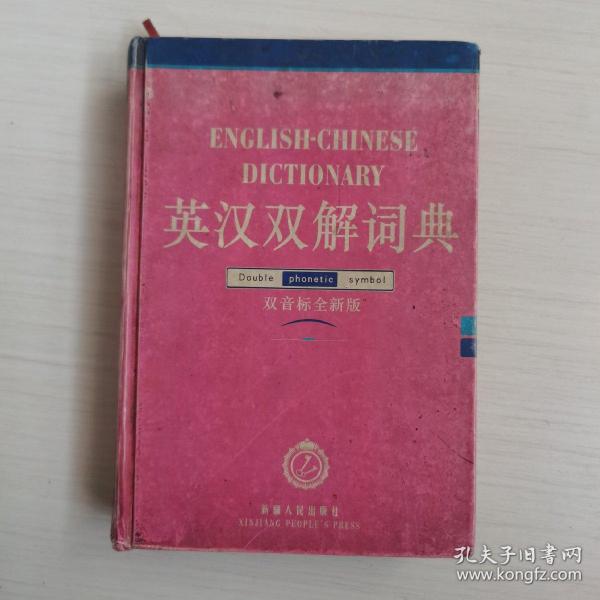 ENGLISH-CHINESE
DICTIONARY
英汉双解词典
Double phonetic symbol
双音标全新版
新疆人民出版社
XINJIANG PEOPLE'S PRESS
孔夫子旧书网
www.kongfz.com